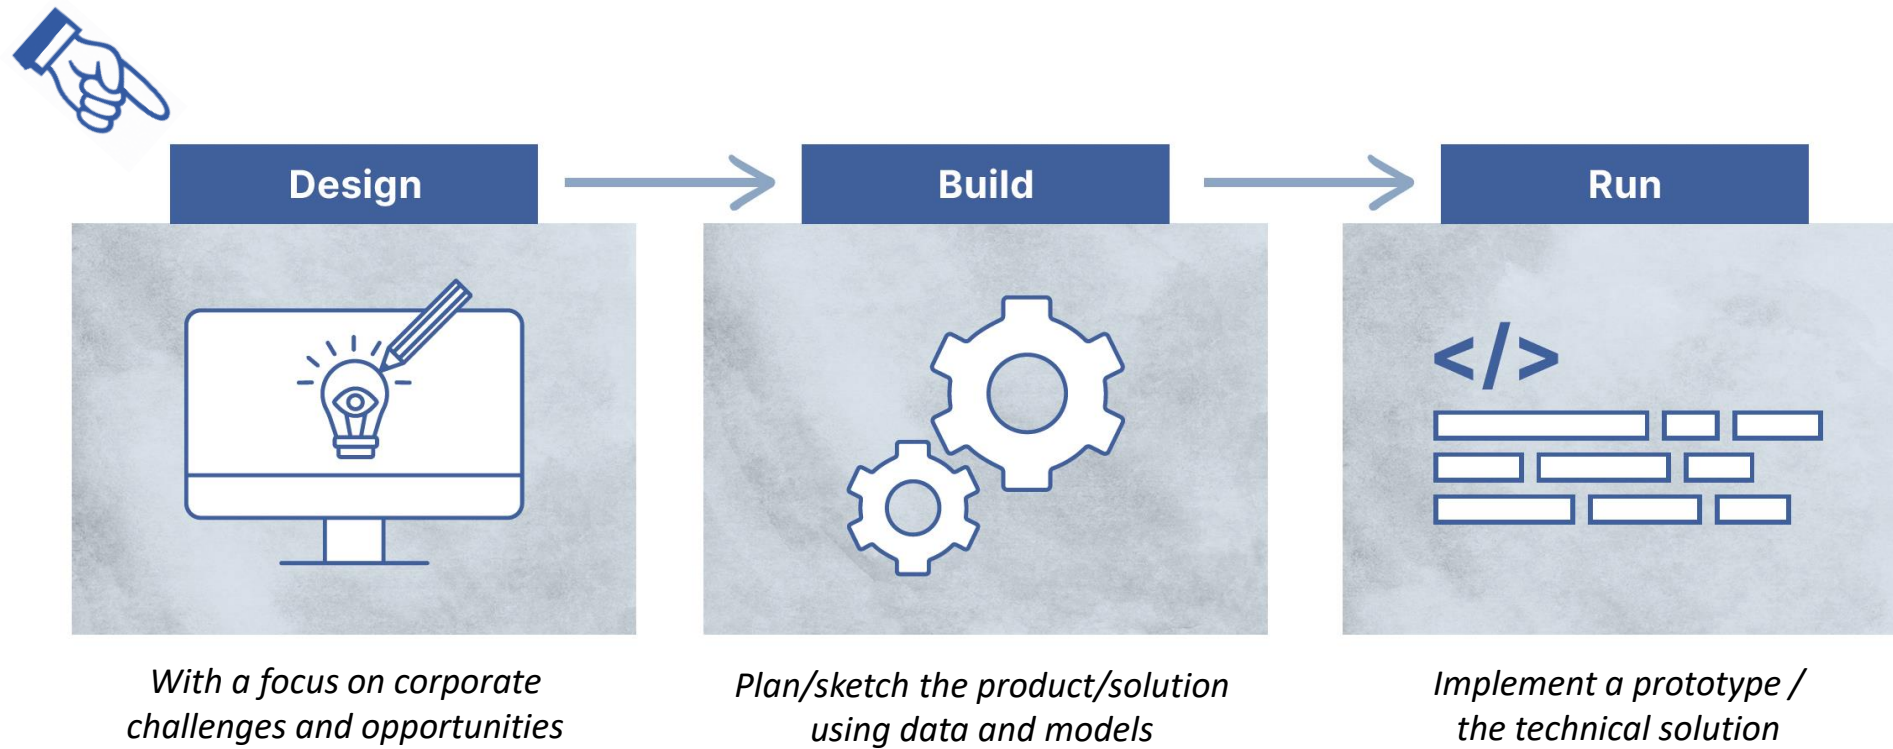 Design
Build
Run
</>
With a focus on corporate
challenges and opportunities
Plan/sketch the product/solution
using data and models
Implement a prototype /
the technical solution